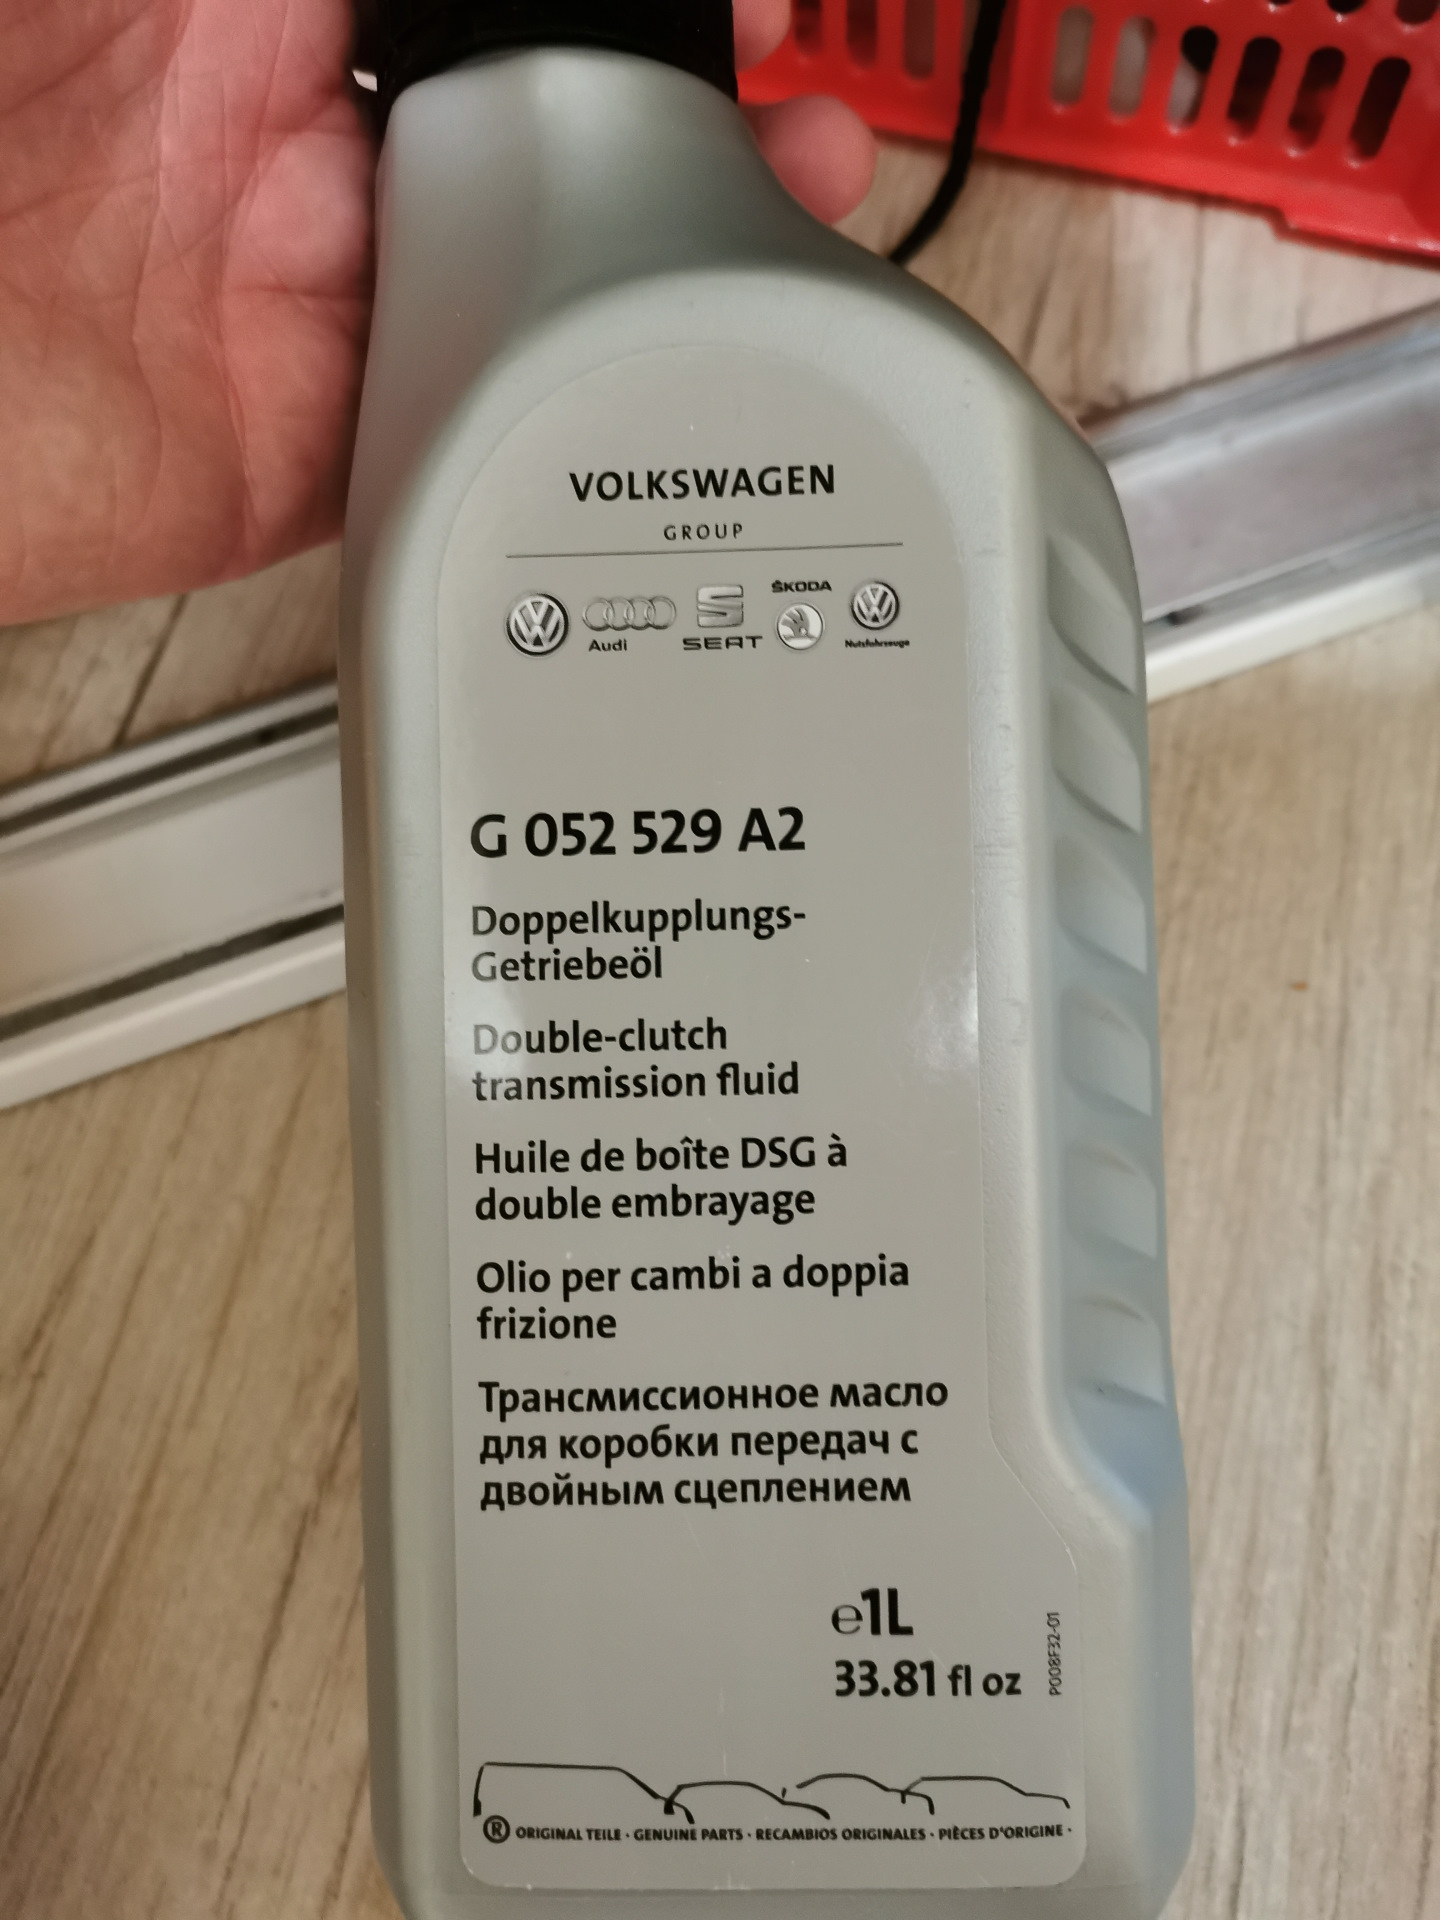 VOLKSWAGEN
GROUP
Audi
SEAT
ŠKODA
Nutzfahrzeuge
G 052 529 A2
Doppelkupplungs-
Getriebeöl
Double-clutch
transmission fluid
Huile de boîte DSG à
double embrayage
Olio per cambi a doppia
frizione
Трансмиссионное масло
для коробки передач с
двойным сцеплением
℮1L
33.81 fl oz
P008F32-01
® ORIGINAL TEILE · GENUINE PARTS · RECAMBIOS ORIGINALES · PIÈCES D'ORIGINE ·